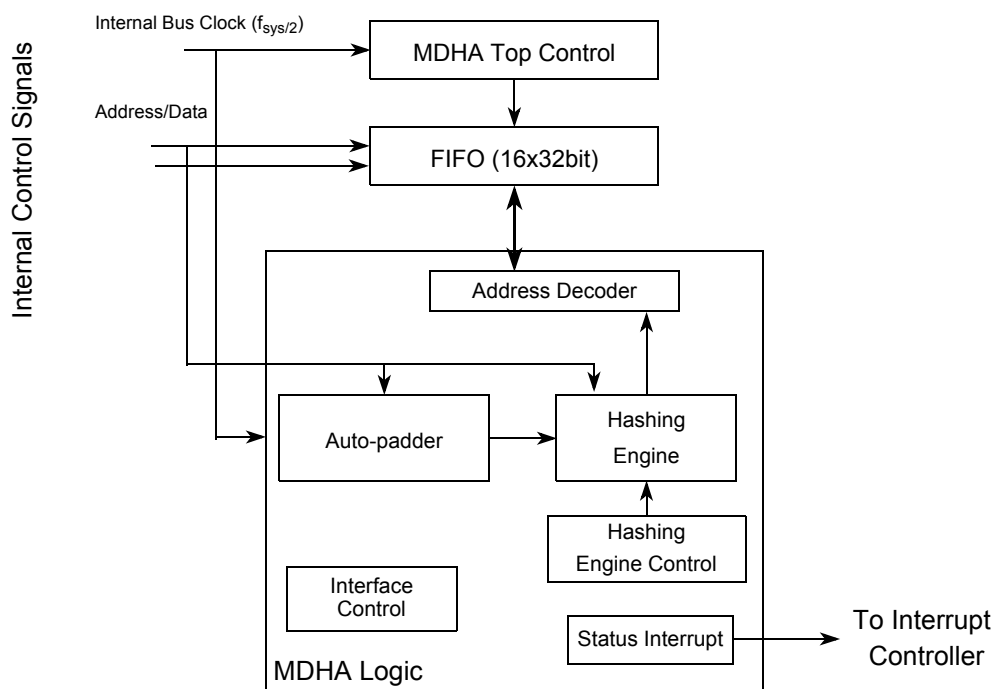 Internal Control Signals
Internal Bus Clock (fsys/2)
MDHA Top Control
Address/Data
FIFO (16x32bit)
Address Decoder
Auto-padder
Hashing
Engine
Hashing
Engine Control
Interface
Control
Status Interrupt
To Interrupt
Controller
MDHA Logic